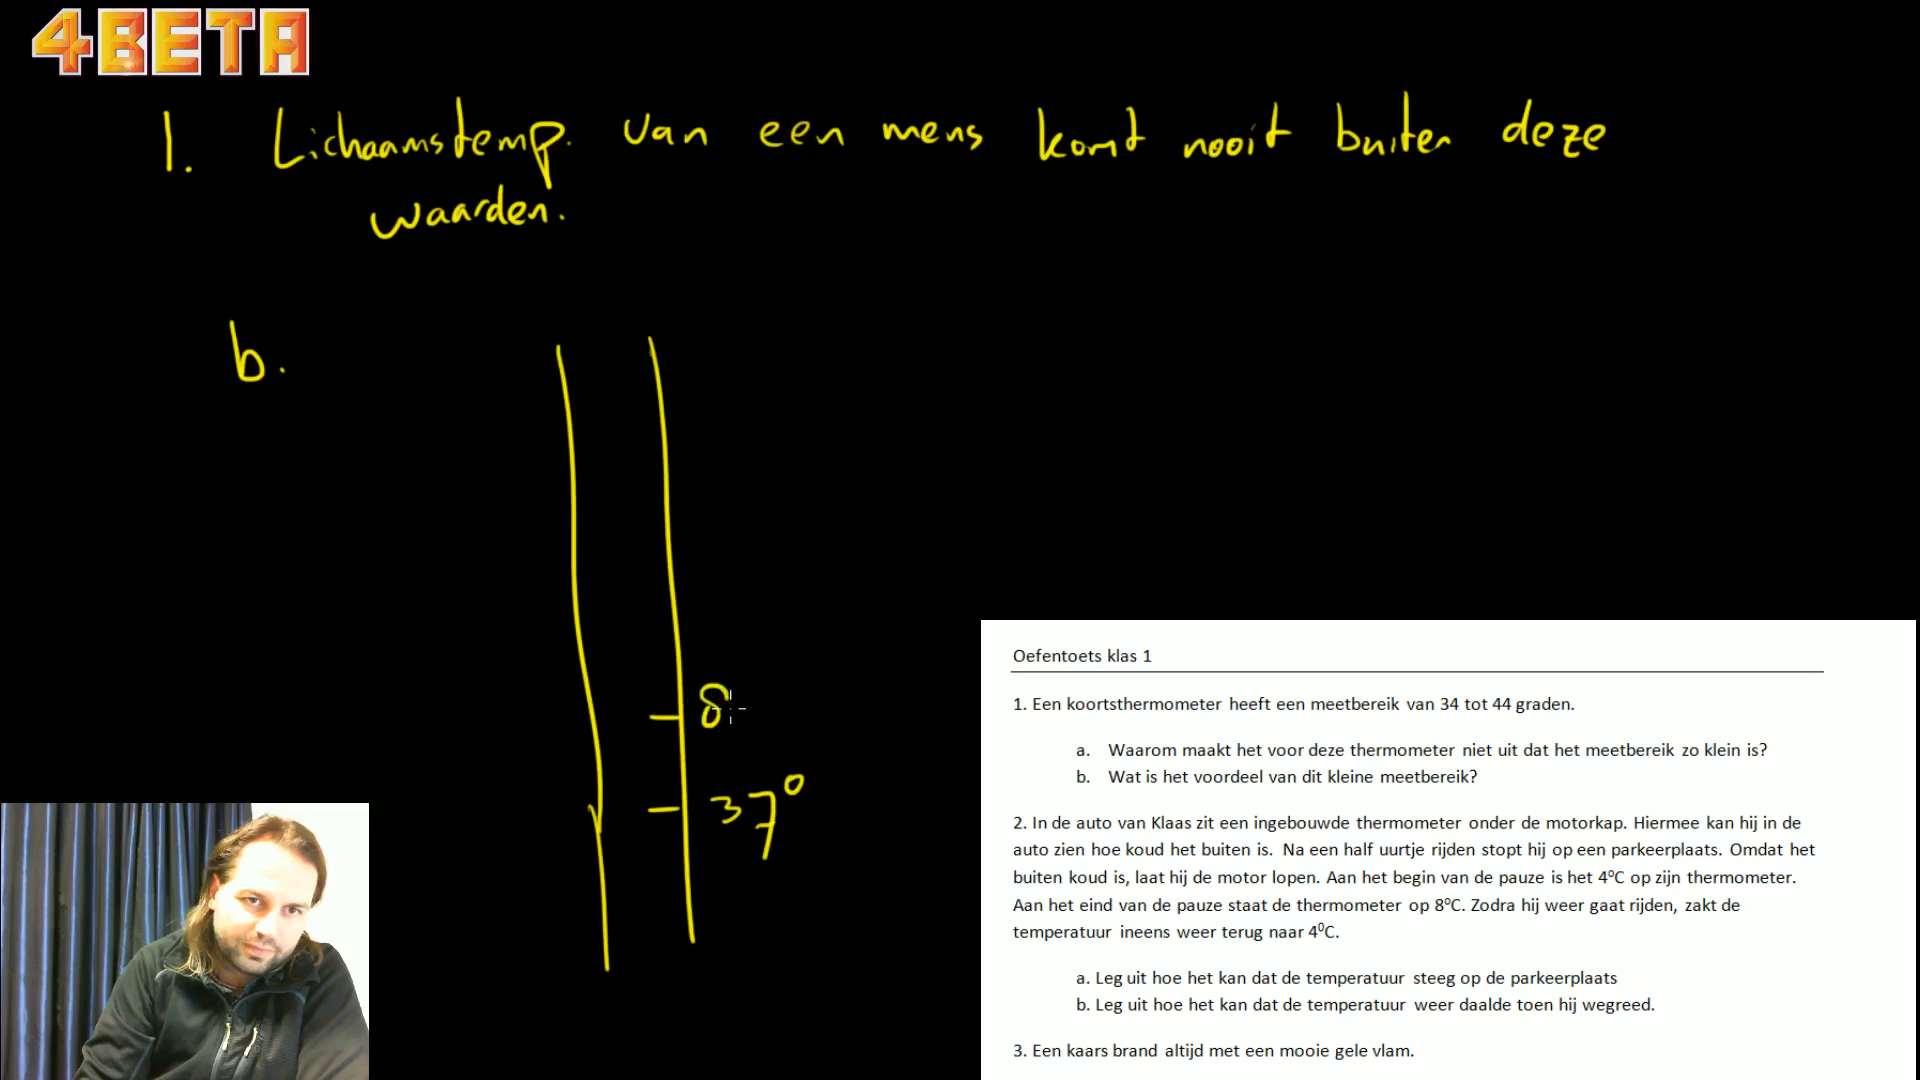 4BETA
1. Lichaamstemp. van een mens komt nooit buiten deze
waarden.
b.
8
37°
Oefentoets klas 1
1. Een koortsthermometer heeft een meetbereik van 34 tot 44 graden.
a. Waarom maakt het voor deze thermometer niet uit dat het meetbereik zo klein is?
b. Wat is het voordeel van dit kleine meetbereik?
2. In de auto van Klaas zit een ingebouwde thermometer onder de motorkap. Hiermee kan hij in de
auto zien hoe koud het buiten is. Na een half uurtje rijden stopt hij op een parkeerplaats. Omdat het
buiten koud is, laat hij de motor lopen. Aan het begin van de pauze is het 4°C op zijn thermometer.
Aan het eind van de pauze staat de thermometer op 8°C. Zodra hij weer gaat rijden, zakt de
temperatuur ineens weer terug naar 4⁰C.
a. Leg uit hoe het kan dat de temperatuur steeg op de parkeerplaats
b. Leg uit hoe het kan dat de temperatuur weer daalde toen hij wegreed.
3. Een kaars brand altijd met een mooie gele vlam.